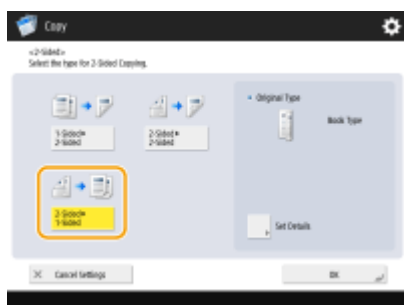 Copy
<2-Sided>
Select the type for 2-Sided Copying.
1-Sided▸
2-Sided
2-Sided▸
2-Sided
2-Sided▸
1-Sided
• Original Type
Book Type
Set Details
× Cancel Settings
OK